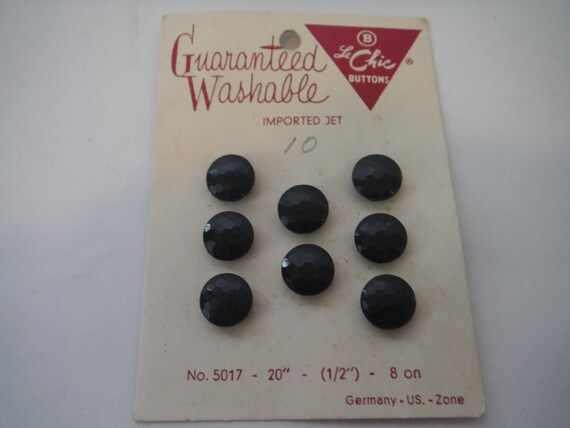 Guaranteed
Washable
B
Le Chic
®
BUTTONS
IMPORTED JET
10
No. 5017 - 20" - (1/2") - 8 on
Germany - US. - Zone